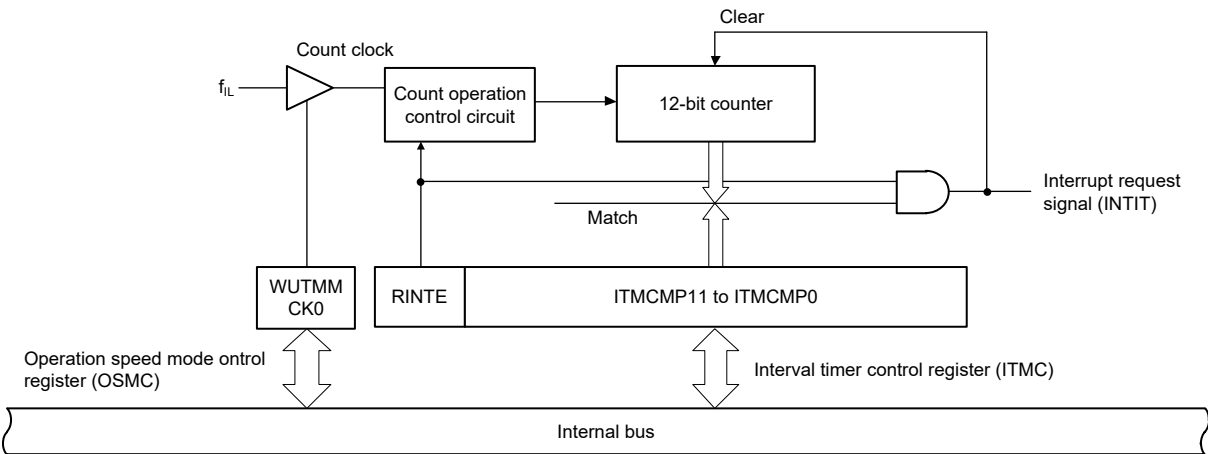 Clear
Count clock
f_IL
Count operation
control circuit
12-bit counter
Match
Interrupt request
signal (INTIT)
WUTMM
CK0
RINTE
ITMCMP11 to ITMCMP0
Operation speed mode ontrol
register (OSMC)
Interval timer control register (ITMC)
Internal bus